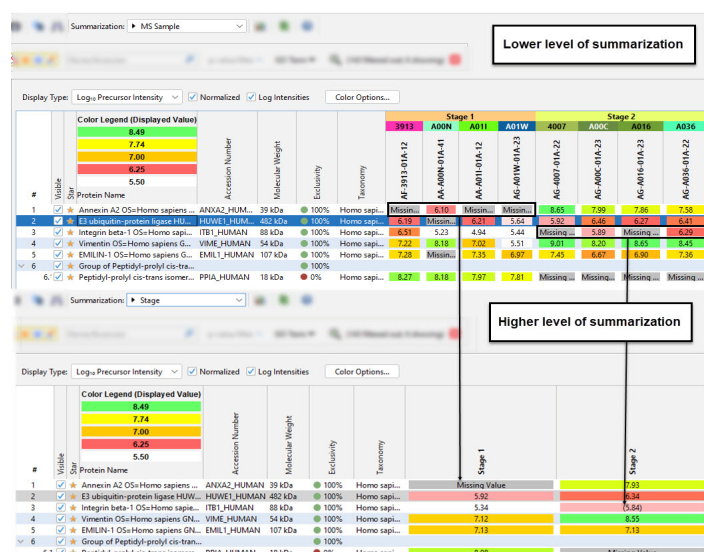 Summarization: MS Sample
Lower level of summarization
Display Type: Log₁₀ Precursor Intensity Normalized Log Intensities Color Options...
Stage 1 Stage 2
Color Legend (Displayed Value) 3913 A00N A01I A01W 4007 A00C A016 A036
8.49
7.74
7.00
6.25
5.50
# Visible Star Protein Name Accession Number Molecular Weight Exclusivity Taxonomy AF-3913-01A-12 AA-A00N-01A-41 AA-A01I-01A-12 AG-A01W-01A-23 AG-4007-01A-22 AG-A00C-01A-23 AG-A016-01A-23 AG-A036-01A-22
1 Annexin A2 OS=Homo sapiens ... ANXA2_HUM... 39 kDa 100% Homo sapi... Missin... 6.10 Missin... Missin... 8.65 7.99 7.86 7.58
2 E3 ubiquitin-protein ligase HU... HUWE1_HUM... 482 kDa 100% Homo sapi... 6.19 Missin... 6.21 5.64 5.92 6.46 6.27 6.41
3 Integrin beta-1 OS=Homo sapi... ITB1_HUMAN 88 kDa 100% Homo sapi... 6.51 5.23 4.94 5.44 Missing ... 5.89 Missing ... 6.29
4 Vimentin OS=Homo sapiens G... VIME_HUMAN 54 kDa 100% Homo sapi... 7.22 8.18 7.02 5.51 9.01 8.20 8.65 8.45
5 EMILIN-1 OS=Homo sapiens G... EMIL1_HUMAN 107 kDa 100% Homo sapi... 7.28 Missin... 7.35 6.97 7.45 6.67 6.90 7.36
6 Group of Peptidyl-prolyl cis-tra... 100%
6.1 Peptidyl-prolyl cis-trans isomer... PPIA_HUMAN 18 kDa 0% Homo sapi... 8.27 8.18 7.97 7.81 Missing ... Missing ... Missing ... Missing ...
Summarization: Stage
Higher level of summarization
Display Type: Log₁₀ Precursor Intensity Normalized Log Intensities Color Options...
Color Legend (Displayed Value)
8.49
7.74
7.00
6.25
5.50
# Visible Star Protein Name Accession Number Molecular Weight Exclusivity Taxonomy Stage 1 Stage 2
1 Annexin A2 OS=Homo sapiens ... ANXA2_HUMAN 39 kDa 100% Homo sapi... Missing Value 7.93
2 E3 ubiquitin-protein ligase HUW... HUWE1_HUMAN 482 kDa 100% Homo sapi... 5.92 6.34
3 Integrin beta-1 OS=Homo sapie... ITB1_HUMAN 88 kDa 100% Homo sapi... 5.34 (5.84)
4 Vimentin OS=Homo sapiens GN... VIME_HUMAN 54 kDa 100% Homo sapi... 7.12 8.55
5 EMILIN-1 OS=Homo sapiens GN... EMIL1_HUMAN 107 kDa 100% Homo sapi... 7.13 7.13
6 Group of Peptidyl-prolyl cis-tran... 100%